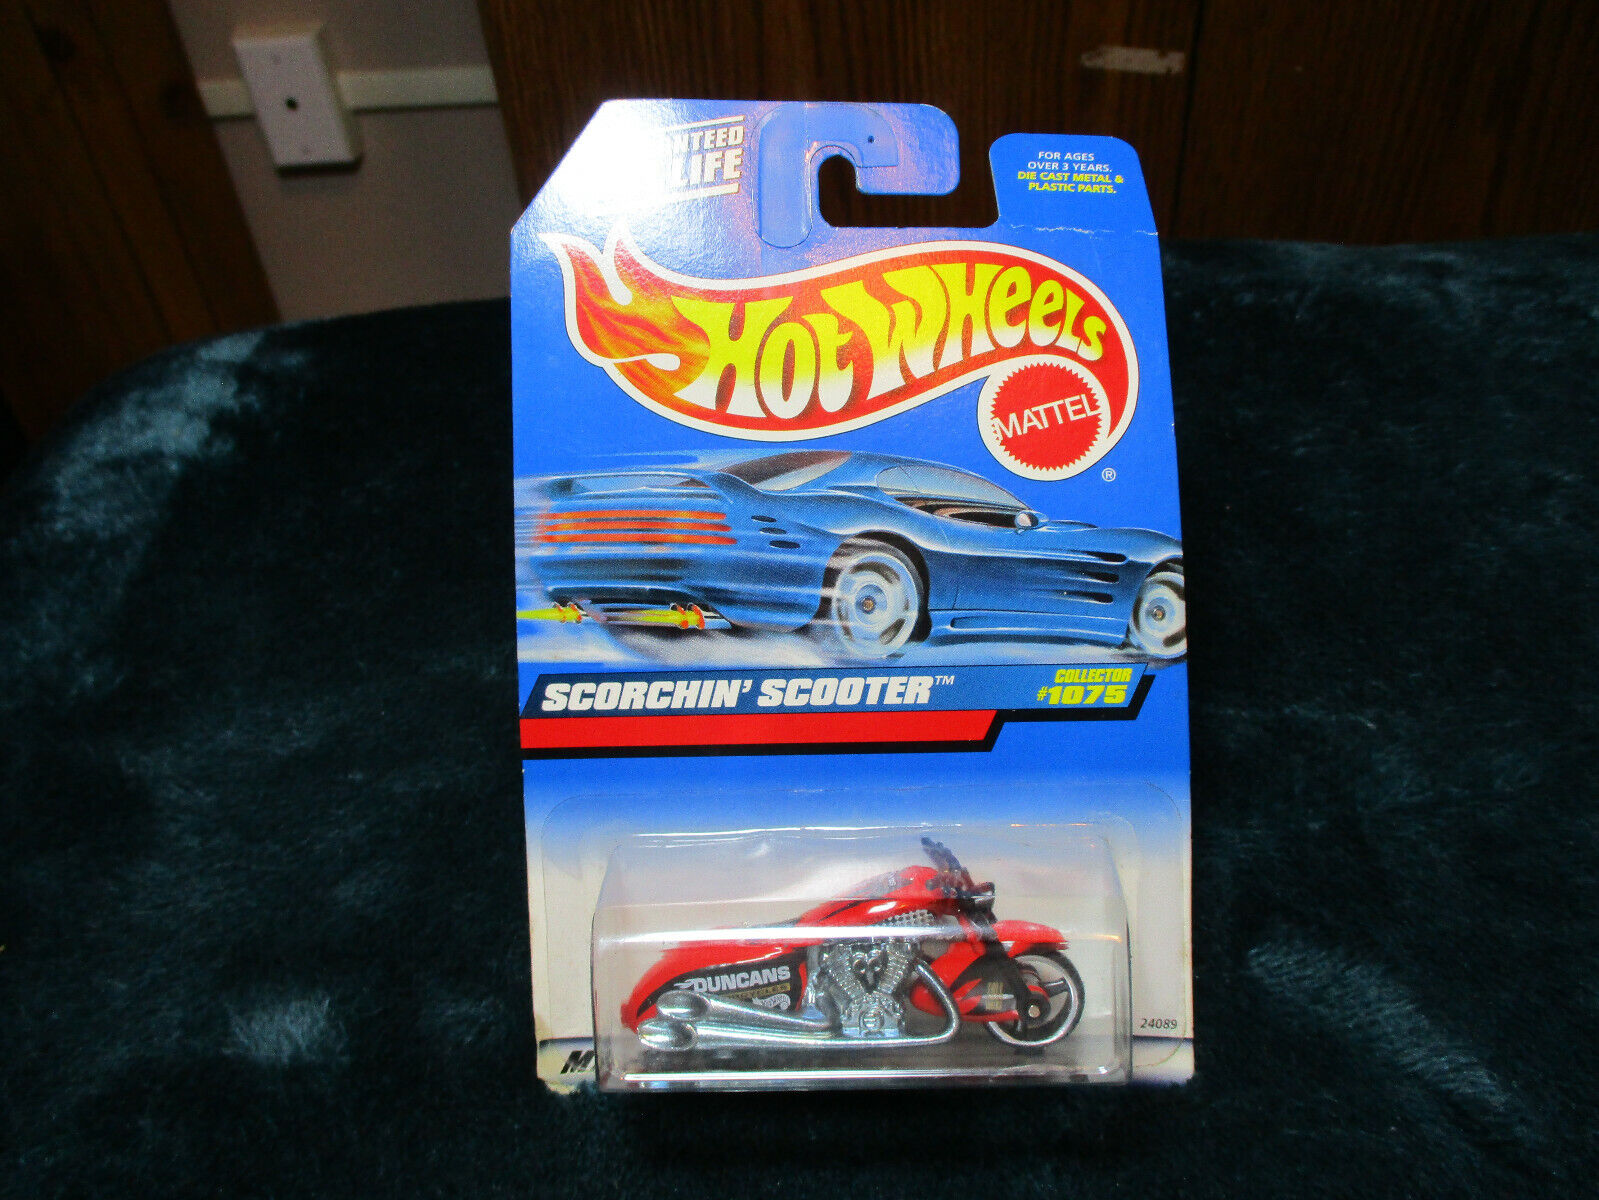 LIFE
FOR AGES
OVER 3 YEARS.
DIE CAST METAL &
PLASTIC PARTS.
HOT WHEELS
MATTEL
®
SCORCHIN' SCOOTER™
COLLECTOR
#1075
DUNCANS
24089